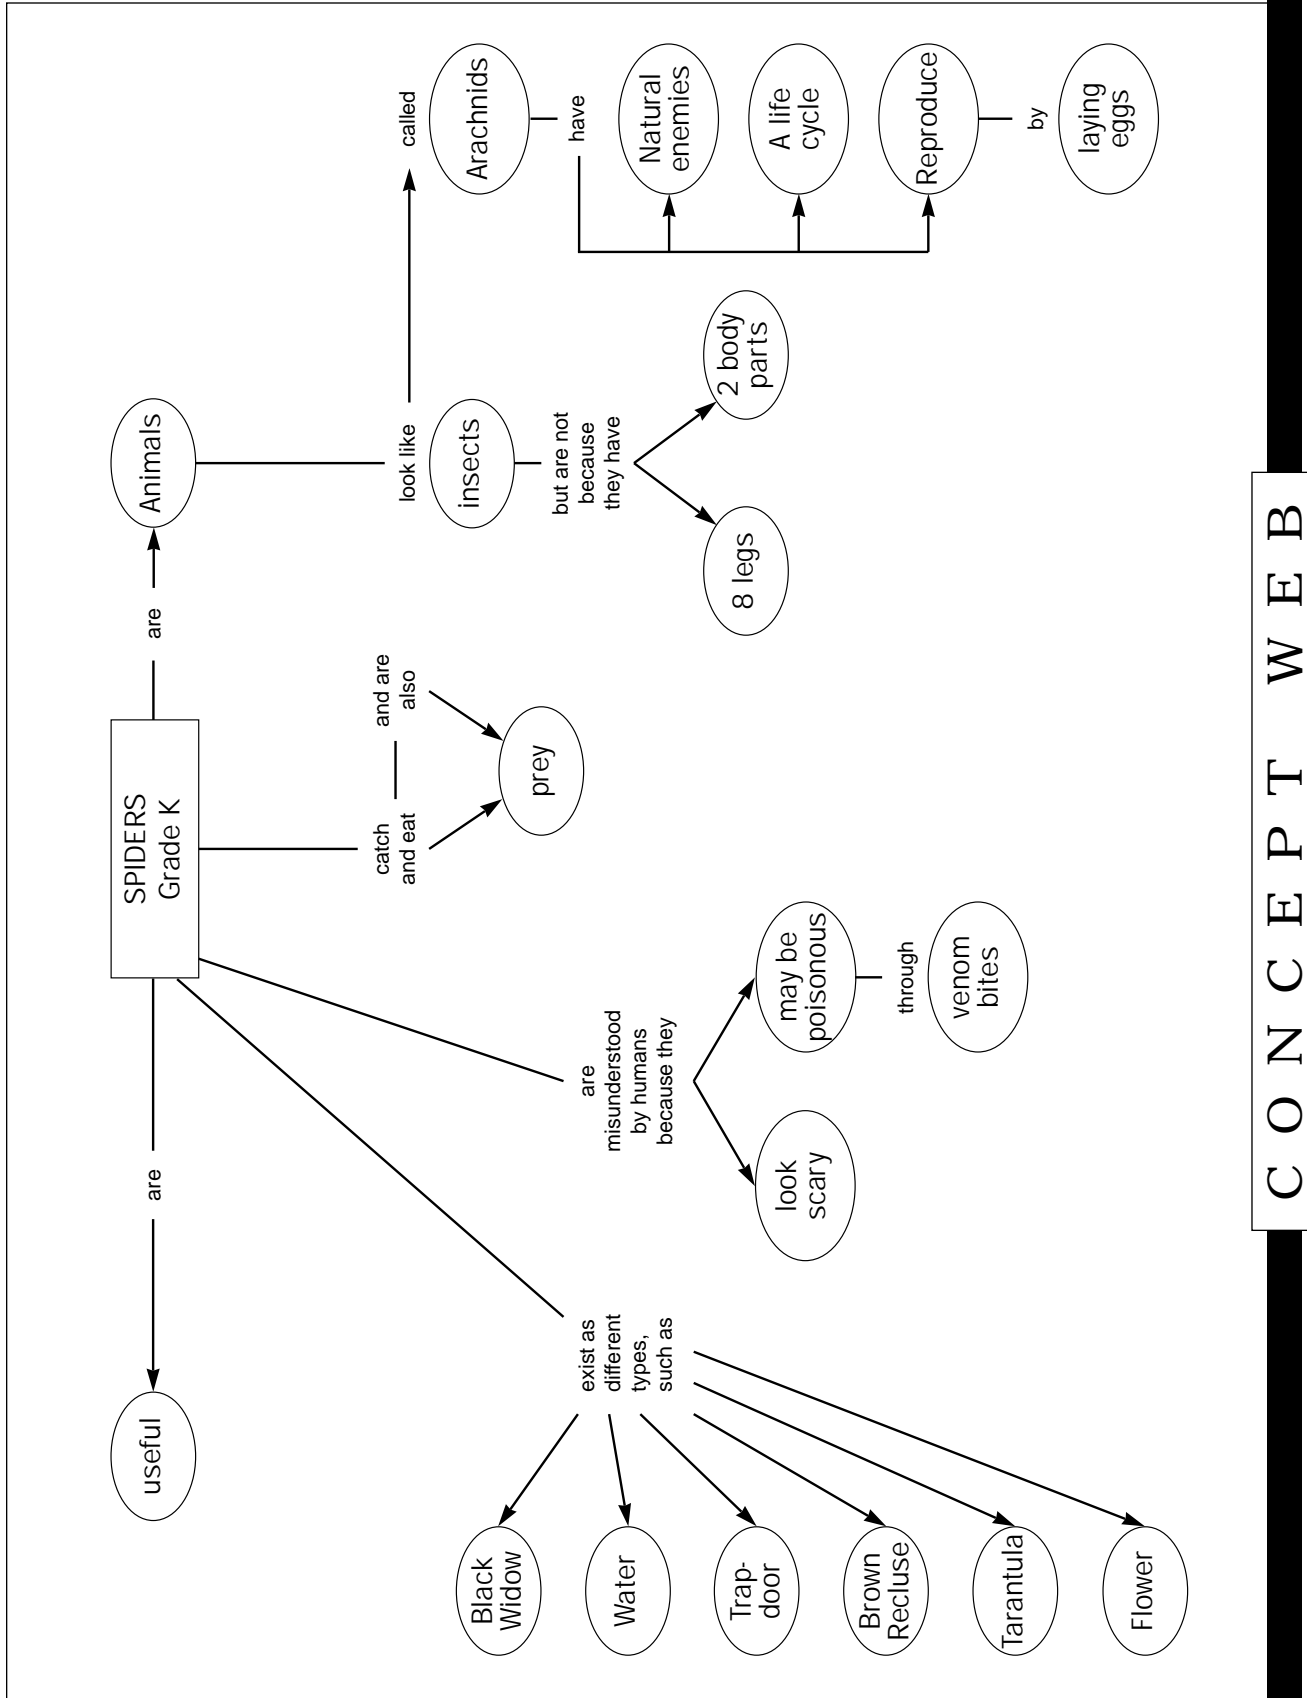 CONCEPT WEB
SPIDERS
Grade K
are
useful
are
Animals
exist as
different
types,
such as
Black
Widow
Water
Trap-
door
Brown
Recluse
Tarantula
Flower
are
misunderstood
by humans
because they
look
scary
may be
poisonous
through
venom
bites
catch
and eat
and are
also
prey
look like
insects
but are not
because
they have
8 legs
2 body
parts
called
Arachnids
have
Natural
enemies
A life
cycle
Reproduce
by
laying
eggs